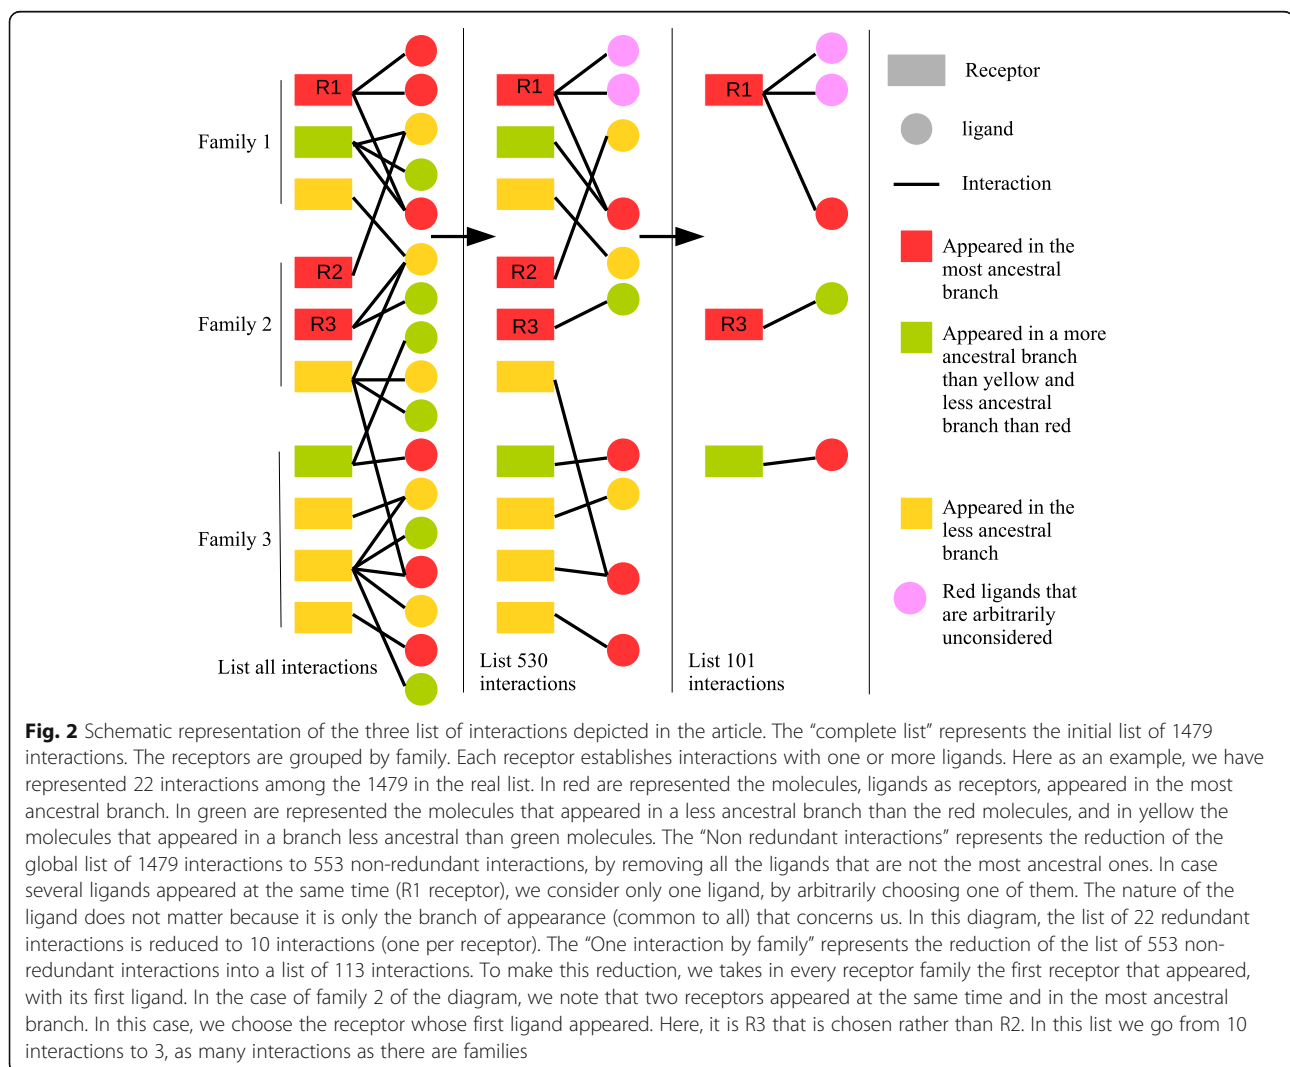 R1
Family 1
R2
R3
Family 2
Family 3
List all interactions
R1
R2
R3
List 530
interactions
R1
R3
List 101
interactions
Receptor
ligand
Interaction
Appeared in the
most ancestral
branch
Appeared in a more
ancestral branch
than yellow and
less ancestral
branch than red
Appeared in the
less ancestral
branch
Red ligands that
are arbitrarily
unconsidered
Fig. 2 Schematic representation of the three list of interactions depicted in the article. The “complete list” represents the initial list of 1479
interactions. The receptors are grouped by family. Each receptor establishes interactions with one or more ligands. Here as an example, we have
represented 22 interactions among the 1479 in the real list. In red are represented the molecules, ligands as receptors, appeared in the most
ancestral branch. In green are represented the molecules that appeared in a less ancestral branch than the red molecules, and in yellow the
molecules that appeared in a branch less ancestral than green molecules. The “Non redundant interactions” represents the reduction of the
global list of 1479 interactions to 553 non-redundant interactions, by removing all the ligands that are not the most ancestral ones. In case
several ligands appeared at the same time (R1 receptor), we consider only one ligand, by arbitrarily choosing one of them. The nature of the
ligand does not matter because it is only the branch of appearance (common to all) that concerns us. In this diagram, the list of 22 redundant
interactions is reduced to 10 interactions (one per receptor). The “One interaction by family” represents the reduction of the list of 553 non-
redundant interactions into a list of 113 interactions. To make this reduction, we takes in every receptor family the first receptor that appeared,
with its first ligand. In the case of family 2 of the diagram, we note that two receptors appeared at the same time and in the most ancestral
branch. In this case, we choose the receptor whose first ligand appeared. Here, it is R3 that is chosen rather than R2. In this list we go from 10
interactions to 3, as many interactions as there are families